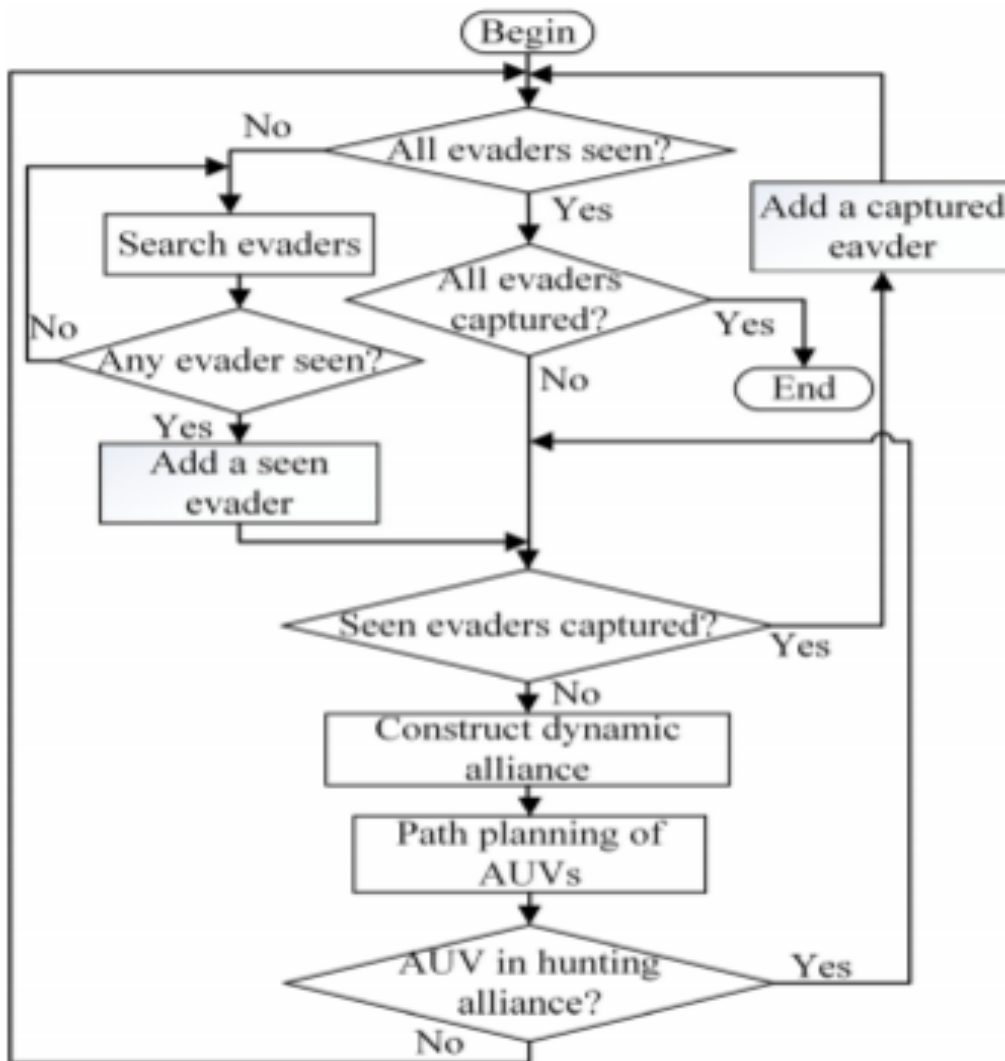 Begin
No
All evaders seen?
Yes
Add a captured
eavder
Search evaders
All evaders
captured?
No
Yes
Any evader seen?
No
End
Yes
Add a seen
evader
Seen evaders captured?
Yes
No
Construct dynamic
alliance
Path planning of
AUVs
AUV in hunting
alliance?
Yes
No